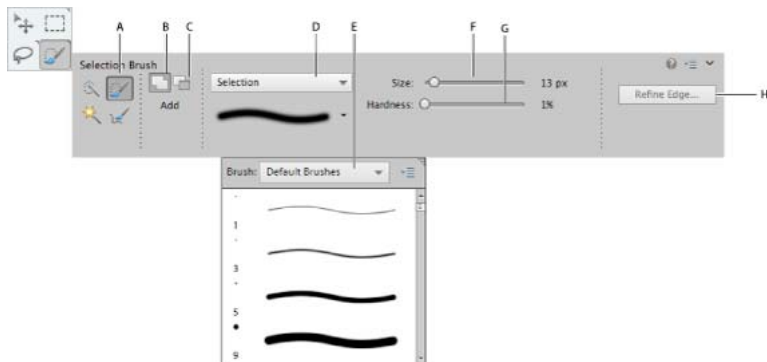 A B C D E F G
Selection Brush
Selection
Size: 13 px
Refine Edge...
H
Add
Hardness: 1%
Brush: Default Brushes
1
3
5
9